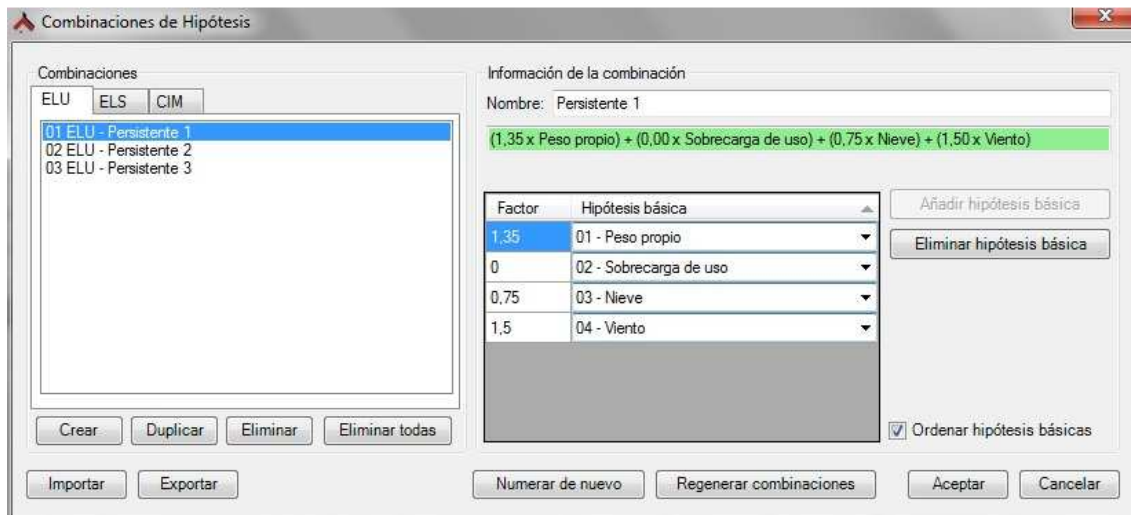 Combinaciones de Hipótesis
Combinaciones
ELU ELS CIM
01 ELU - Persistente 1
02 ELU - Persistente 2
03 ELU - Persistente 3
Crear Duplicar Eliminar Eliminar todas
Información de la combinación
Nombre: Persistente 1
(1,35 x Peso propio) + (0,00 x Sobrecarga de uso) + (0,75 x Nieve) + (1,50 x Viento)
Factor Hipótesis básica
1,35 01 - Peso propio
0 02 - Sobrecarga de uso
0,75 03 - Nieve
1,5 04 - Viento
Añadir hipótesis básica
Eliminar hipótesis básica
Ordenar hipótesis básicas
Importar Exportar Numerar de nuevo Regenerar combinaciones Aceptar Cancelar